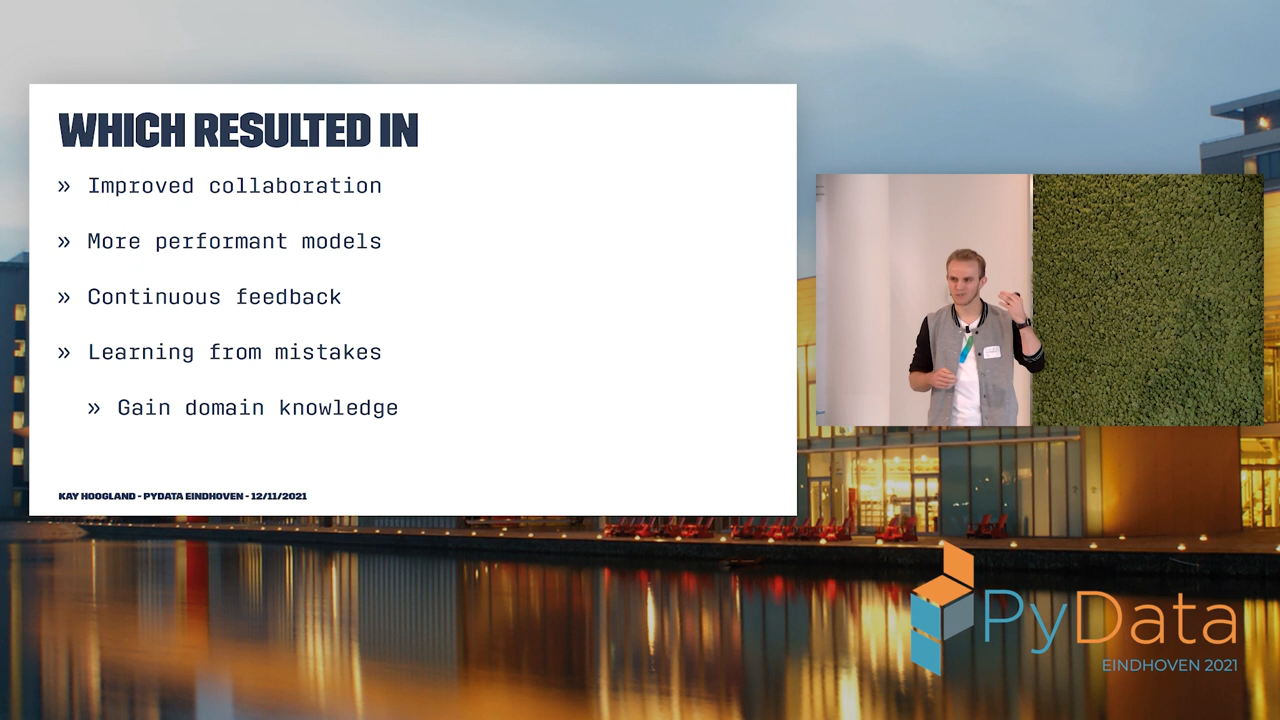 WHICH RESULTED IN
» Improved collaboration
» More performant models
» Continuous feedback
» Learning from mistakes
» Gain domain knowledge
KAY HOOGLAND - PYDATA EINDHOVEN - 12/11/2021
PyData
EINDHOVEN 2021